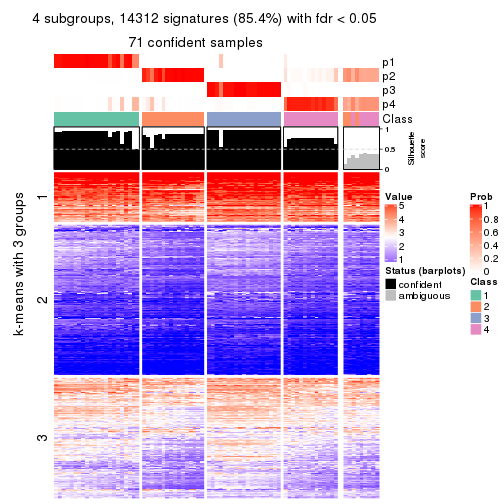 4 subgroups, 14312 signatures (85.4%) with fdr < 0.05
71 confident samples
p1
p2
p3
p4
Class
1
0.5
0
Silhouette
score
k-means with 3 groups
1
2
3
Value
5
4
3
2
1
Status (barplots)
confident
ambiguous
Prob
1
0.8
0.6
0.4
0.2
0
Class
1
2
3
4